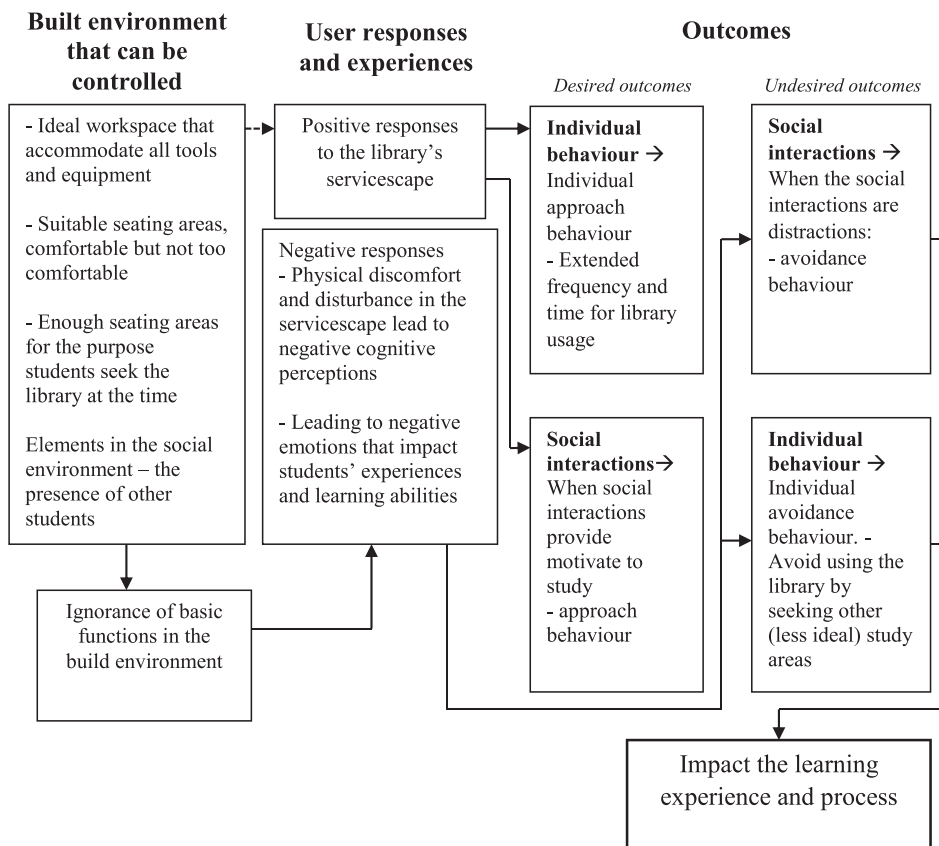 Built environment
that can be
controlled
User responses
and experiences
Outcomes
Desired outcomes
Undesired outcomes
- Ideal workspace that
accommodate all tools
and equipment
- Suitable seating areas,
comfortable but not too
comfortable
- Enough seating areas
for the purpose
students seek the
library at the time
Elements in the social
environment – the
presence of other
students
Ignorance of basic
functions in the
build environment
Positive responses
to the library's
servicescape
Negative responses
- Physical discomfort
and disturbance in the
servicescape lead to
negative cognitive
perceptions
- Leading to negative
emotions that impact
students' experiences
and learning abilities
Individual
behaviour →
Individual
approach
behaviour
- Extended
frequency and
time for library
usage
Social
interactions→
When social
interactions
provide
motivate to
study
- approach
behaviour
Social
interactions →
When the social
interactions are
distractions:
- avoidance
behaviour
Individual
behaviour →
Individual
avoidance
behaviour. -
Avoid using the
library by
seeking other
(less ideal) study
areas
Impact the learning
experience and process